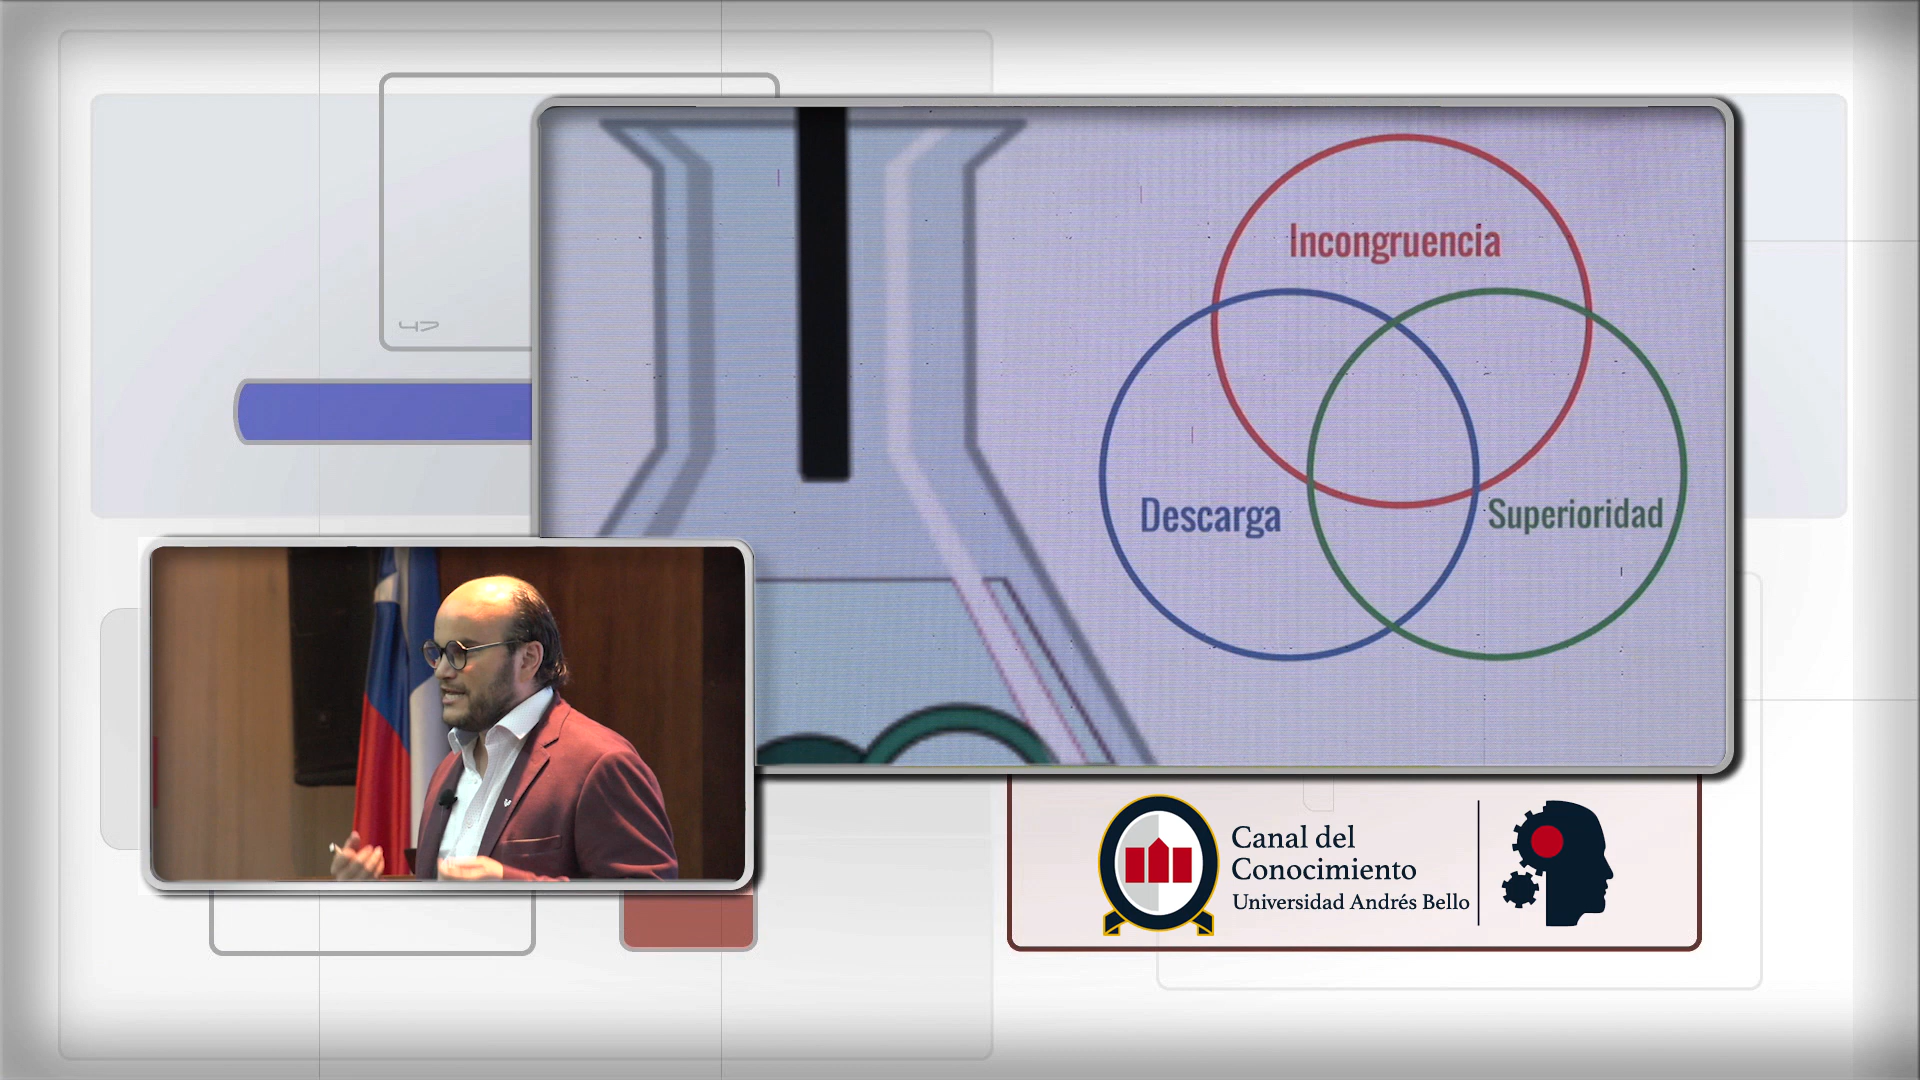 Incongruencia
Descarga
Superioridad
Canal del
Conocimiento
Universidad Andrés Bello